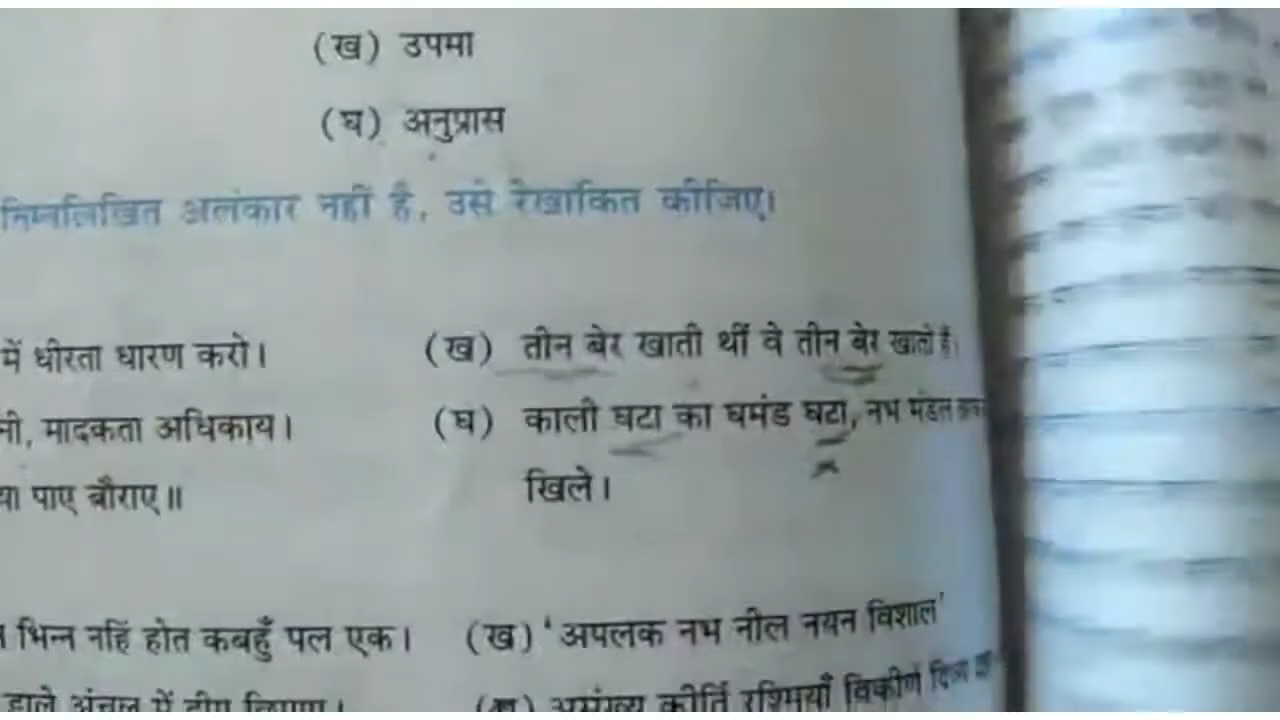 (ख) उपमा
(घ) अनुप्रास
निम्नलिखित अलंकार नहीं है, उसे रेखांकित कीजिए।
में धीरता धारण करो। (ख) तीन बेर खाती थीं वे तीन बेर खाती है।
मादकता अधिकाय। (घ) काली घटा का घमंड घटा, नभ मंडल
पाए बौराए॥ खिले।
भिन्न नहिं होत कबहुँ पल एक। (ख) 'अपलक नभ नील नयन विशाल'
अंचल में दीप असंख्य कीर्ति रश्मियाँ विकीर्ण दिव्य